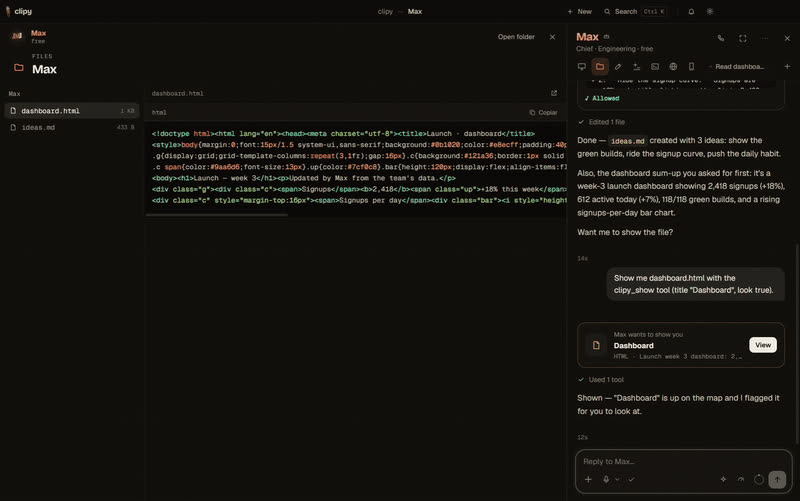 clipy
clipy — Max
+ New
Search
Ctrl K
Max
free
FILES
Max
Open folder
Max
dashboard.html 1 KB
ideas.md 433 B
dashboard.html
html
Copiar
<!doctype html><html lang="en"><head><meta charset="utf-8"><title>Launch · dashboard</title>
<style>body{margin:0;font:15px/1.5 system-ui,sans-serif;background:#0b1020;color:#e8ecff;padding:40p
.g{display:grid;grid-template-columns:repeat(3,1fr);gap:16px}.c{background:#121a36;border:1px solid
.c span{color:#9aa6d6;font-size:13px}.up{color:#7cf0c8}.bar{height:120px;display:flex;align-items:fl
<body><h1>Launch — week 3</h1><p>Updated by Max from the team's data.</p>
<div class="g"><div class="c"><span>Signups</span><b>2,418</b><span class="up">+18% this week</span>
<div class="c" style="margin-top:16px"><span>Signups per day</span><div class="bar"><i style="height
Max
Chief · Engineering · free
Read dashboa...
✓ Allowed
✓ Edited 1 file
Done — ideas.md created with 3 ideas: show the
green builds, ride the signup curve, push the daily habit.
Also, the dashboard sum-up you asked for first: it's a
week-3 launch dashboard showing 2,418 signups (+18%),
612 active today (+7%), 118/118 green builds, and a rising
signups-per-day bar chart.
Want me to show the file?
14s
Show me dashboard.html with the
clipy_show tool (title "Dashboard", look true).
Max wants to show you
Dashboard
HTML · Launch week 3 dashboard: 2,…
View
✓ Used 1 tool
Shown — "Dashboard" is up on the map and I flagged it
for you to look at.
12s
Reply to Max…